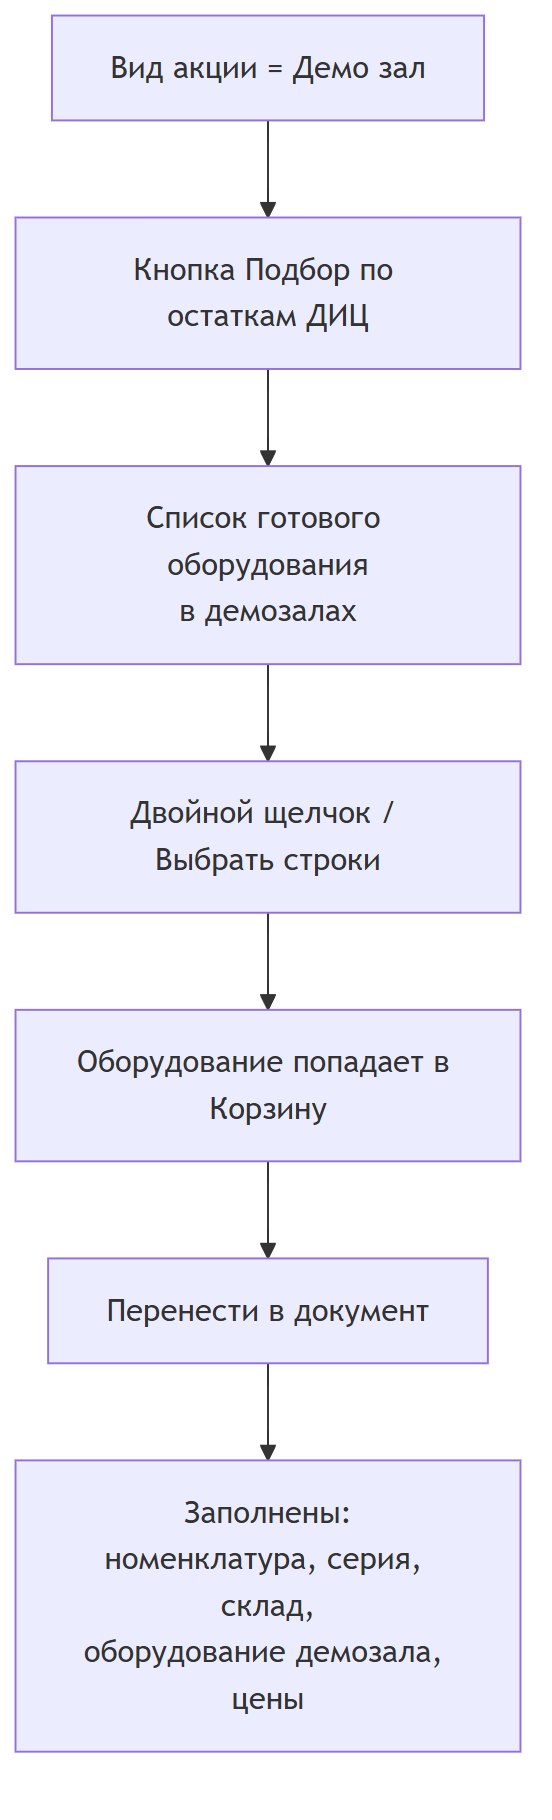 Вид акции = Демо зал
Кнопка Подбор по
остаткам ДИЦ
Список готового
оборудования
в демозалах
Двойной щелчок /
Выбрать строки
Оборудование попадает в
Корзину
Перенести в документ
Заполнены:
номенклатура, серия,
склад,
оборудование демозала,
цены